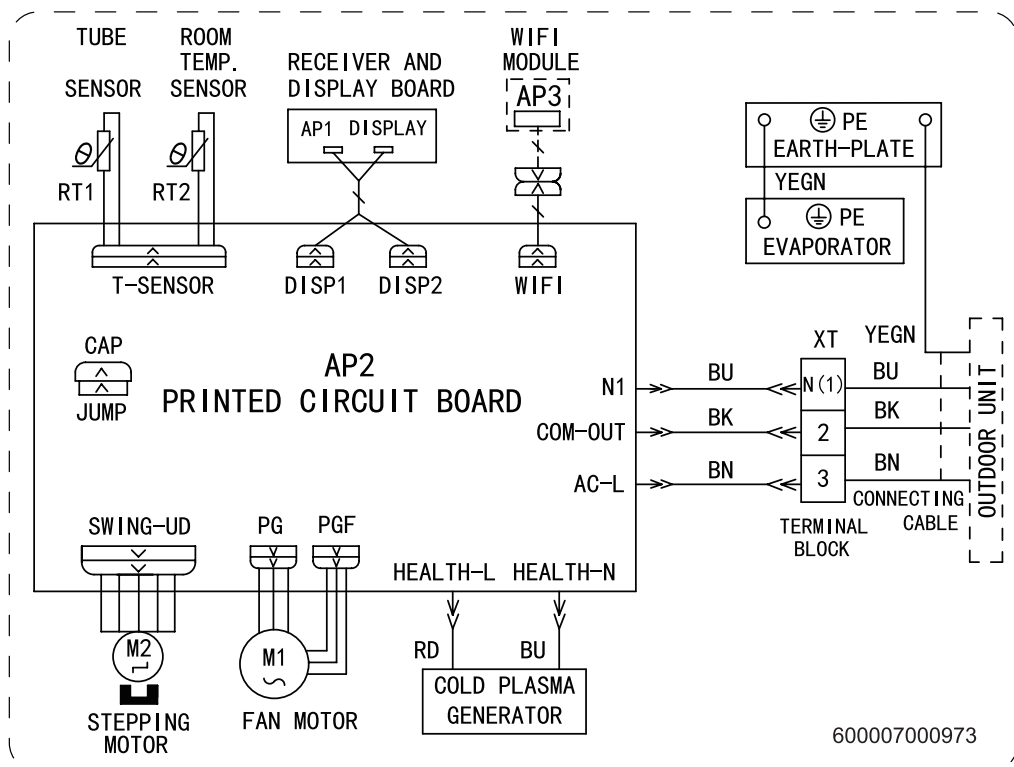 TUBE
SENSOR
ROOM
TEMP.
SENSOR
RECEIVER AND
DISPLAY BOARD
AP1 DISPLAY
WIFI
MODULE
AP3
PE
EARTH-PLATE
YEGN
PE
EVAPORATOR
θ
RT1
θ
RT2
T-SENSOR
DISP1
DISP2
WIFI
CAP
JUMP
AP2
PRINTED CIRCUIT BOARD
N1
COM-OUT
AC-L
BU
BK
BN
XT
N(1)
2
3
TERMINAL
BLOCK
YEGN
BU
BK
BN
CONNECTING
CABLE
OUTDOOR UNIT
SWING-UD
PG
PGF
HEALTH-L
HEALTH-N
M2
STEPPING
MOTOR
M1
FAN MOTOR
RD
BU
COLD PLASMA
GENERATOR
600007000973